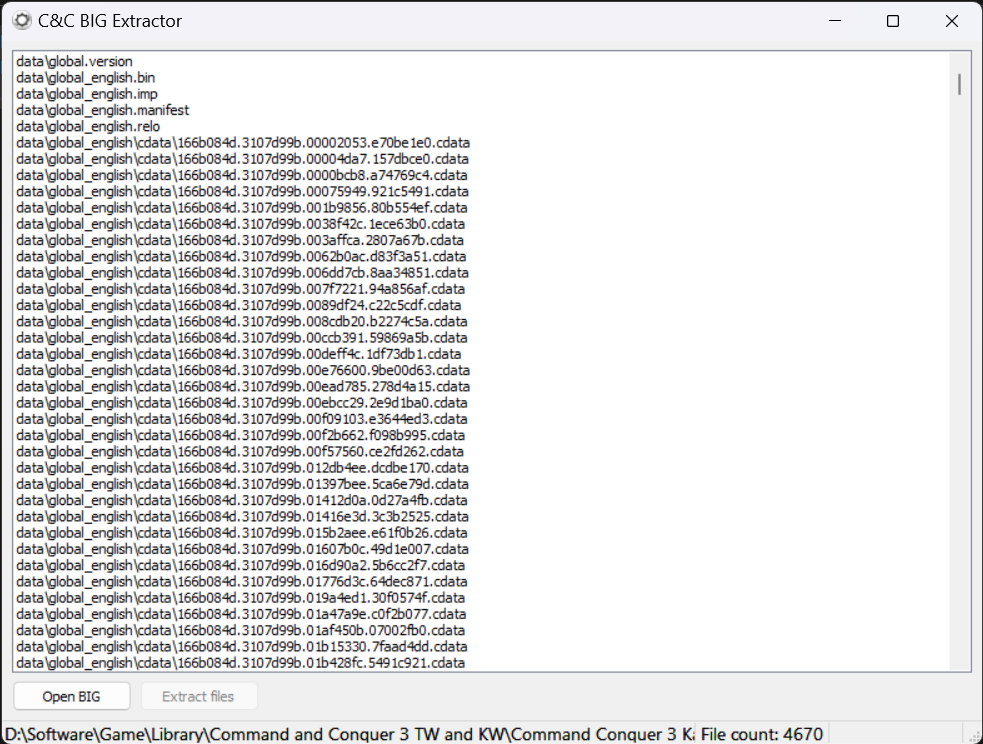 C&C BIG Extractor
data\global.version
data\global_english.bin
data\global_english.imp
data\global_english.manifest
data\global_english.relo
data\global_english\cdata\166b084d.3107d99b.00002053.e70be1e0.cdata
data\global_english\cdata\166b084d.3107d99b.00004da7.157dbce0.cdata
data\global_english\cdata\166b084d.3107d99b.0000bcb8.a74769c4.cdata
data\global_english\cdata\166b084d.3107d99b.00075949.921c5491.cdata
data\global_english\cdata\166b084d.3107d99b.001b9856.80b554ef.cdata
data\global_english\cdata\166b084d.3107d99b.0038f42c.1ece63b0.cdata
data\global_english\cdata\166b084d.3107d99b.003affca.2807a67b.cdata
data\global_english\cdata\166b084d.3107d99b.0062b0ac.d83f3a51.cdata
data\global_english\cdata\166b084d.3107d99b.006dd7cb.8aa34851.cdata
data\global_english\cdata\166b084d.3107d99b.007f7221.94a856af.cdata
data\global_english\cdata\166b084d.3107d99b.0089df24.c22c5cdf.cdata
data\global_english\cdata\166b084d.3107d99b.008cdb20.b2274c5a.cdata
data\global_english\cdata\166b084d.3107d99b.00ccb391.59869a5b.cdata
data\global_english\cdata\166b084d.3107d99b.00deff4c.1df73db1.cdata
data\global_english\cdata\166b084d.3107d99b.00e76600.9be00d63.cdata
data\global_english\cdata\166b084d.3107d99b.00ead785.278d4a15.cdata
data\global_english\cdata\166b084d.3107d99b.00ebcc29.2e9d1ba0.cdata
data\global_english\cdata\166b084d.3107d99b.00f09103.e3644ed3.cdata
data\global_english\cdata\166b084d.3107d99b.00f2b662.f098b995.cdata
data\global_english\cdata\166b084d.3107d99b.00f57560.ce2fd262.cdata
data\global_english\cdata\166b084d.3107d99b.012db4ee.dcdbe170.cdata
data\global_english\cdata\166b084d.3107d99b.01397bee.5ca6e79d.cdata
data\global_english\cdata\166b084d.3107d99b.01412d0a.0d27a4fb.cdata
data\global_english\cdata\166b084d.3107d99b.01416e3d.3c3b2525.cdata
data\global_english\cdata\166b084d.3107d99b.015b2aee.e61f0b26.cdata
data\global_english\cdata\166b084d.3107d99b.01607b0c.49d1e007.cdata
data\global_english\cdata\166b084d.3107d99b.016d90a2.5b6cc2f7.cdata
data\global_english\cdata\166b084d.3107d99b.01776d3c.64dec871.cdata
data\global_english\cdata\166b084d.3107d99b.019a4ed1.30f0574f.cdata
data\global_english\cdata\166b084d.3107d99b.01a47a9e.c0f2b077.cdata
data\global_english\cdata\166b084d.3107d99b.01af450b.07002fb0.cdata
data\global_english\cdata\166b084d.3107d99b.01b15330.7faad4dd.cdata
data\global_english\cdata\166b084d.3107d99b.01b428fc.5491c921.cdata
Open BIG
Extract files
D:\Software\Game\Library\Command and Conquer 3 TW and KW\Command Conquer 3 Ka File count: 4670